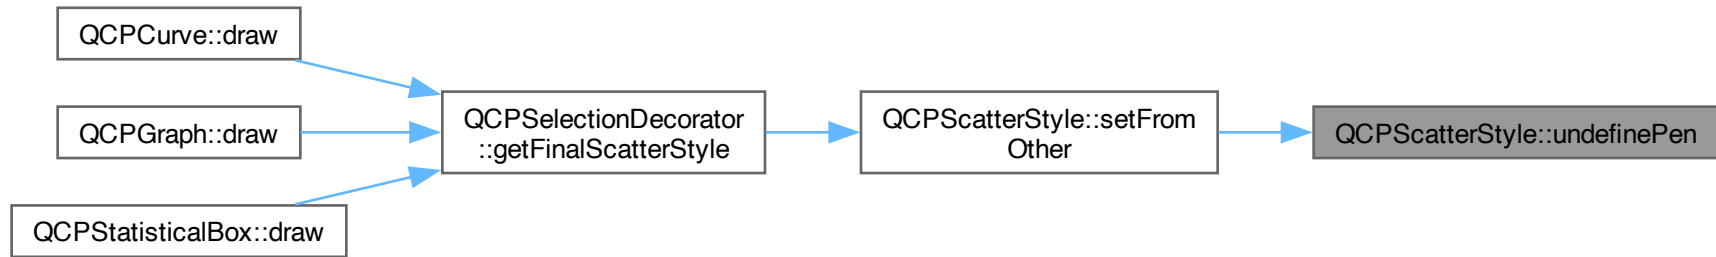 QCPCurve::draw
QCPGraph::draw
QCPStatisticalBox::draw
QCPSelectionDecorator
::getFinalScatterStyle
QCPScatterStyle::setFrom
Other
QCPScatterStyle::undefinePen